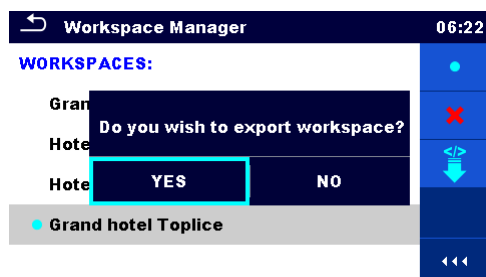 Workspace Manager 06:22
WORKSPACES:
Gran
Do you wish to export workspace?
Hote
Hote YES NO
Grand hotel Toplice